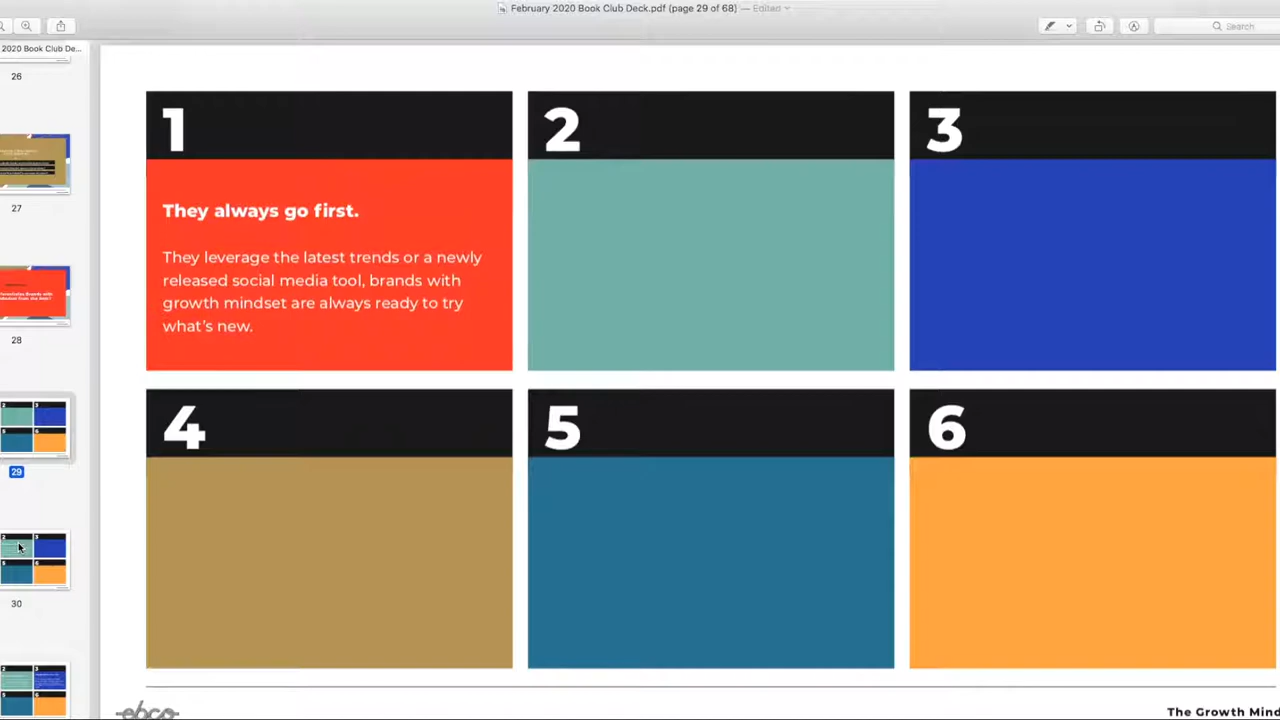 February 2020 Book Club Deck.pdf (page 29 of 68) — Edited
Search
2020 Book Club De...
26
27
28
29
30
1
They always go first.
They leverage the latest trends or a newly
released social media tool, brands with
growth mindset are always ready to try
what's new.
2
3
4
5
6
ebco
The Growth Mind